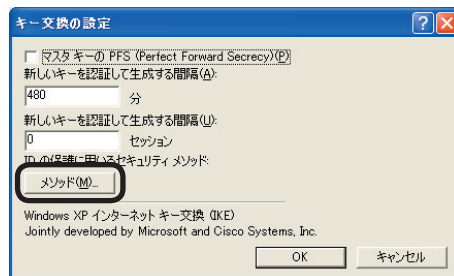 キー交換の設定
マスタ キーの PFS (Perfect Forward Secrecy)(P)
新しいキーを認証して生成する間隔(A):
480 分
新しいキーを認証して生成する間隔(U):
0 セッション
ID の保護に用いるセキュリティ メソッド:
メソッド(M)...
Windows XP インターネット キー交換 (IKE)
Jointly developed by Microsoft and Cisco Systems, Inc.
OK キャンセル